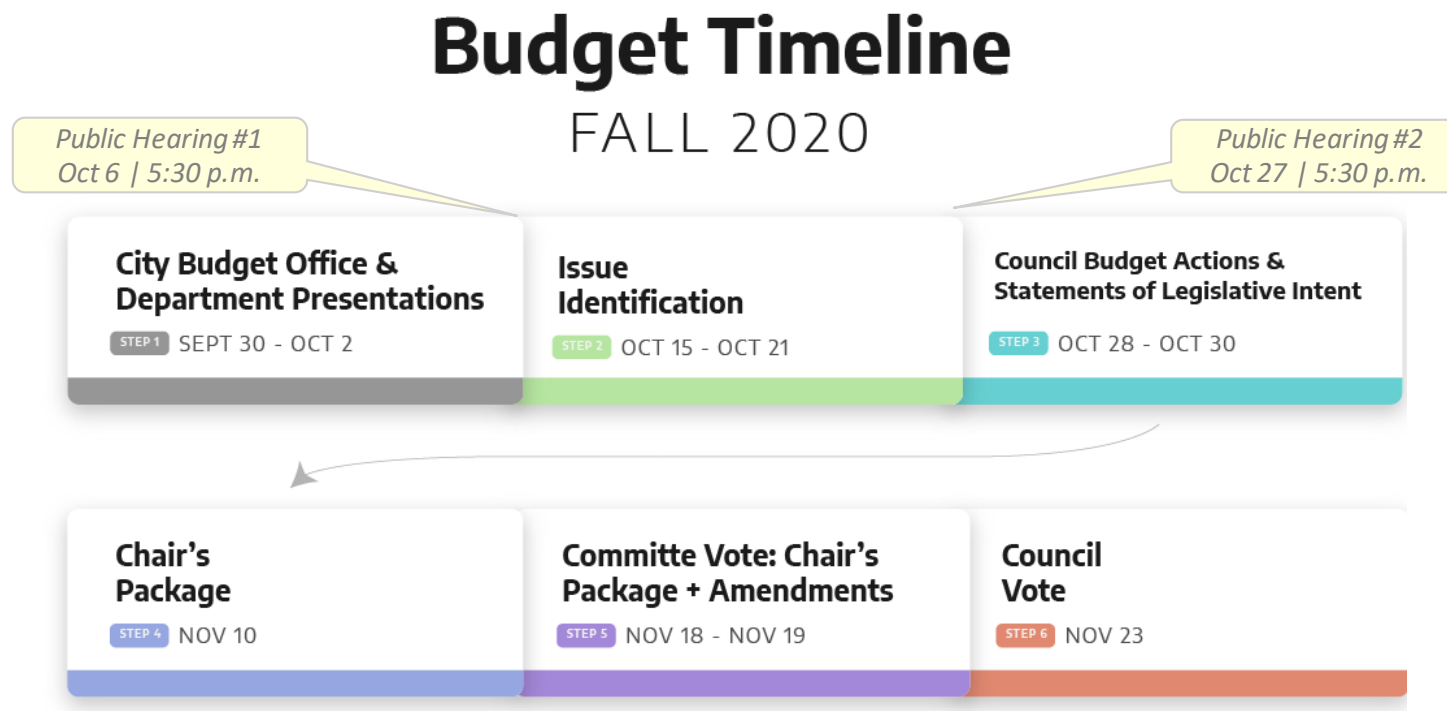 Budget Timeline
FALL 2020
Public Hearing #1
Oct 6 | 5:30 p.m.
Public Hearing #2
Oct 27 | 5:30 p.m.
City Budget Office &
Department Presentations
STEP 1 SEPT 30 - OCT 2
Issue
Identification
STEP 2 OCT 15 - OCT 21
Council Budget Actions &
Statements of Legislative Intent
STEP 3 OCT 28 - OCT 30
Chair's
Package
STEP 4 NOV 10
Committe Vote: Chair's
Package + Amendments
STEP 5 NOV 18 - NOV 19
Council
Vote
STEP 6 NOV 23